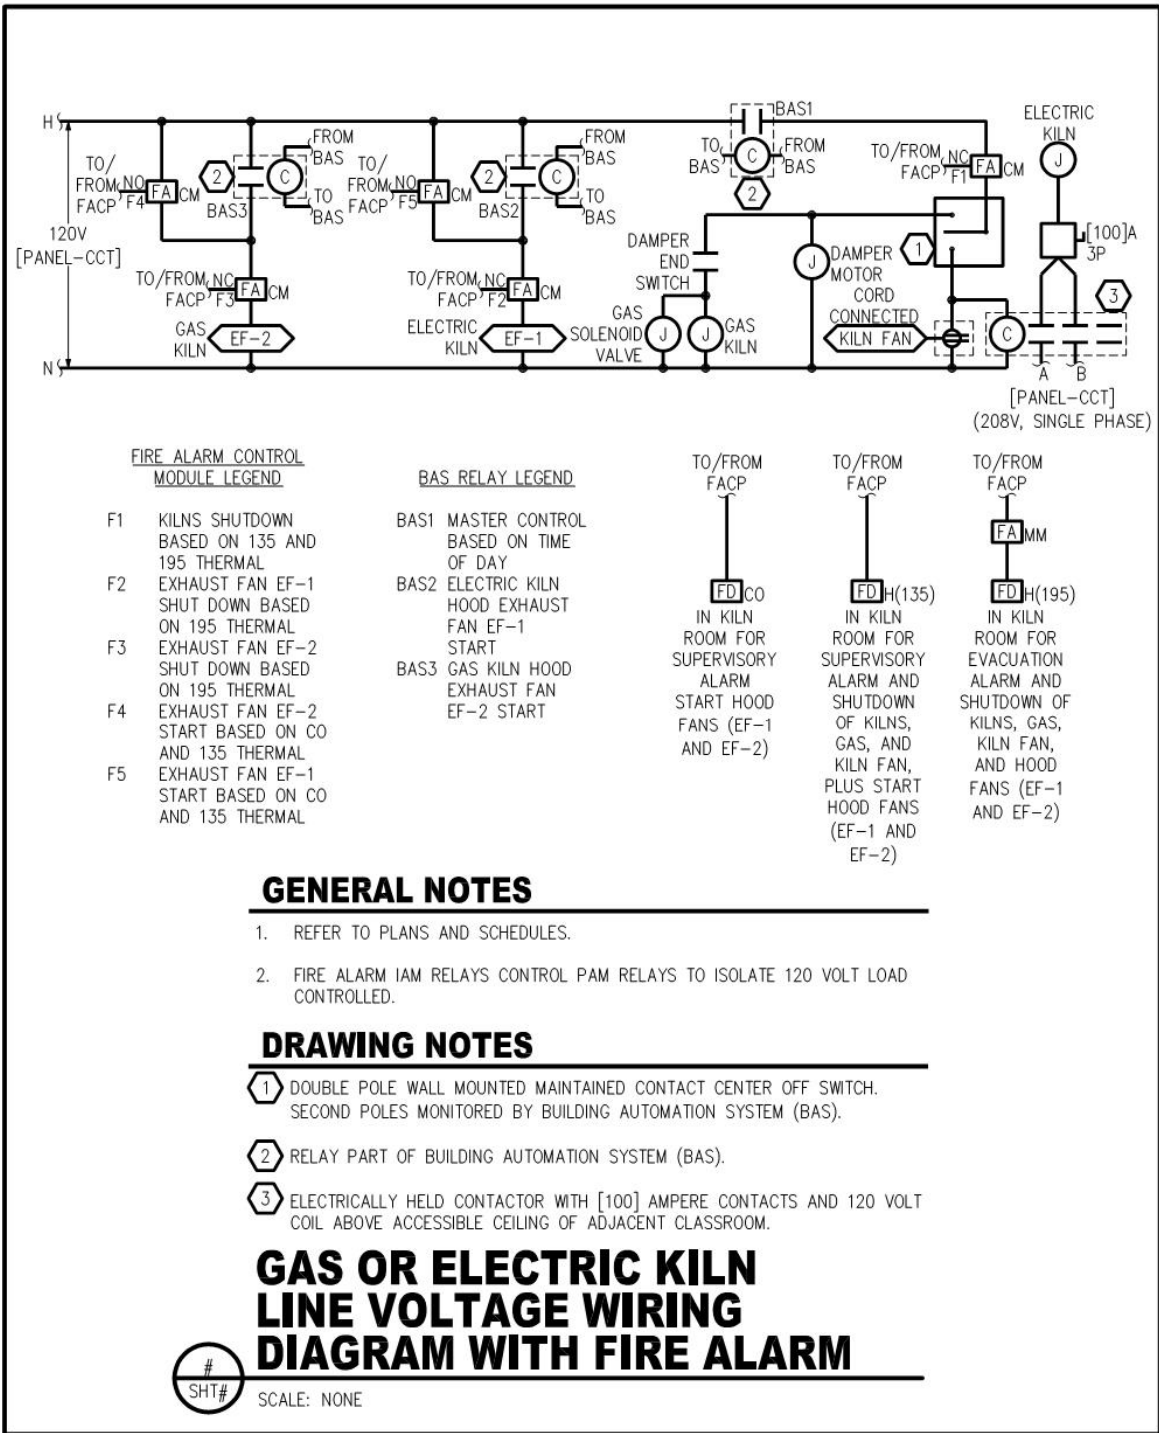 H
120V
[PANEL-CCT]
N
TO/
FROM
FACP
NO
F4
FA
CM
2
BAS3
C
FROM
BAS
TO
BAS
TO/FROM
FACP
NC
F3
FA
CM
GAS
KILN
EF-2
TO/
FROM
FACP
NO
F5
FA
CM
2
BAS2
C
FROM
BAS
TO
BAS
TO/FROM
FACP
NC
F2
FA
CM
ELECTRIC
KILN
EF-1
BAS1
TO
BAS
C
FROM
BAS
2
DAMPER
END
SWITCH
GAS
SOLENOID
VALVE
J
J
GAS
KILN
J
DAMPER
MOTOR
CORD
CONNECTED
KILN FAN
TO/FROM
FACP
NC
F1
FA
CM
1
C
ELECTRIC
KILN
J
[100]A
3P
3
A
B
[PANEL-CCT]
(208V, SINGLE PHASE)
FIRE ALARM CONTROL
MODULE LEGEND
F1 KILNS SHUTDOWN
BASED ON 135 AND
195 THERMAL
F2 EXHAUST FAN EF-1
SHUT DOWN BASED
ON 195 THERMAL
F3 EXHAUST FAN EF-2
SHUT DOWN BASED
ON 195 THERMAL
F4 EXHAUST FAN EF-2
START BASED ON CO
AND 135 THERMAL
F5 EXHAUST FAN EF-1
START BASED ON CO
AND 135 THERMAL
BAS RELAY LEGEND
BAS1 MASTER CONTROL
BASED ON TIME
OF DAY
BAS2 ELECTRIC KILN
HOOD EXHAUST
FAN EF-1
START
BAS3 GAS KILN HOOD
EXHAUST FAN
EF-2 START
TO/FROM
FACP
FD CO
IN KILN
ROOM FOR
SUPERVISORY
ALARM
START HOOD
FANS (EF-1
AND EF-2)
TO/FROM
FACP
FD H(135)
IN KILN
ROOM FOR
SUPERVISORY
ALARM AND
SHUTDOWN
OF KILNS,
GAS, AND
KILN FAN,
PLUS START
HOOD FANS
(EF-1 AND
EF-2)
TO/FROM
FACP
FA MM
FD H(195)
IN KILN
ROOM FOR
EVACUATION
ALARM AND
SHUTDOWN OF
KILNS, GAS,
KILN FAN,
AND HOOD
FANS (EF-1
AND EF-2)
GENERAL NOTES
1. REFER TO PLANS AND SCHEDULES.
2. FIRE ALARM IAM RELAYS CONTROL PAM RELAYS TO ISOLATE 120 VOLT LOAD
CONTROLLED.
DRAWING NOTES
1 DOUBLE POLE WALL MOUNTED MAINTAINED CONTACT CENTER OFF SWITCH.
SECOND POLES MONITORED BY BUILDING AUTOMATION SYSTEM (BAS).
2 RELAY PART OF BUILDING AUTOMATION SYSTEM (BAS).
3 ELECTRICALLY HELD CONTACTOR WITH [100] AMPERE CONTACTS AND 120 VOLT
COIL ABOVE ACCESSIBLE CEILING OF ADJACENT CLASSROOM.
GAS OR ELECTRIC KILN
LINE VOLTAGE WIRING
DIAGRAM WITH FIRE ALARM
#
SHT#
SCALE: NONE